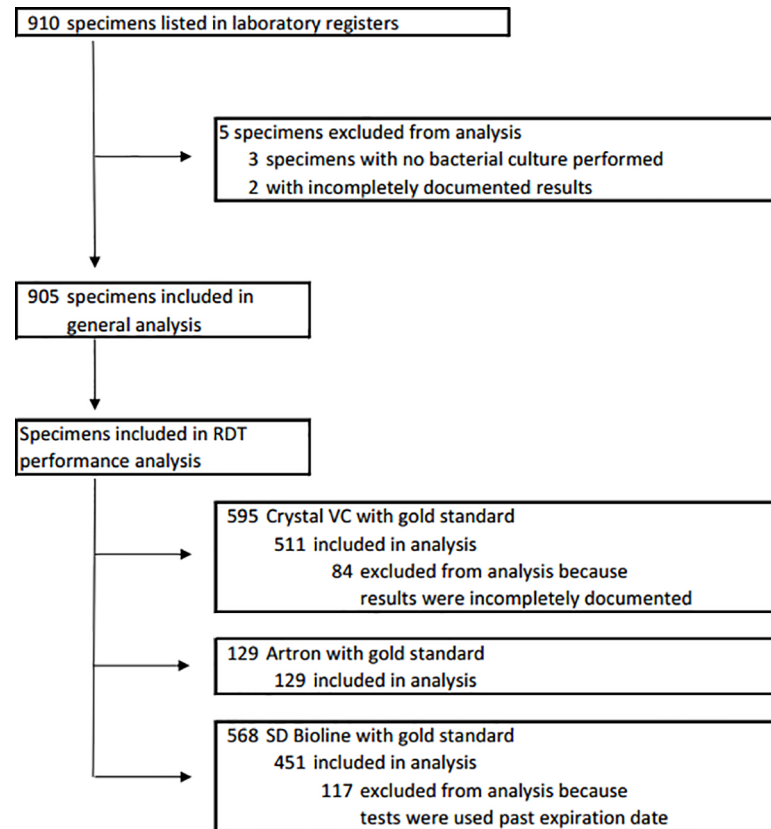 910 specimens listed in laboratory registers
5 specimens excluded from analysis
3 specimens with no bacterial culture performed
2 with incompletely documented results
905 specimens included in
general analysis
Specimens included in RDT
performance analysis
595 Crystal VC with gold standard
511 included in analysis
84 excluded from analysis because
results were incompletely documented
129 Artron with gold standard
129 included in analysis
568 SD Bioline with gold standard
451 included in analysis
117 excluded from analysis because
tests were used past expiration date